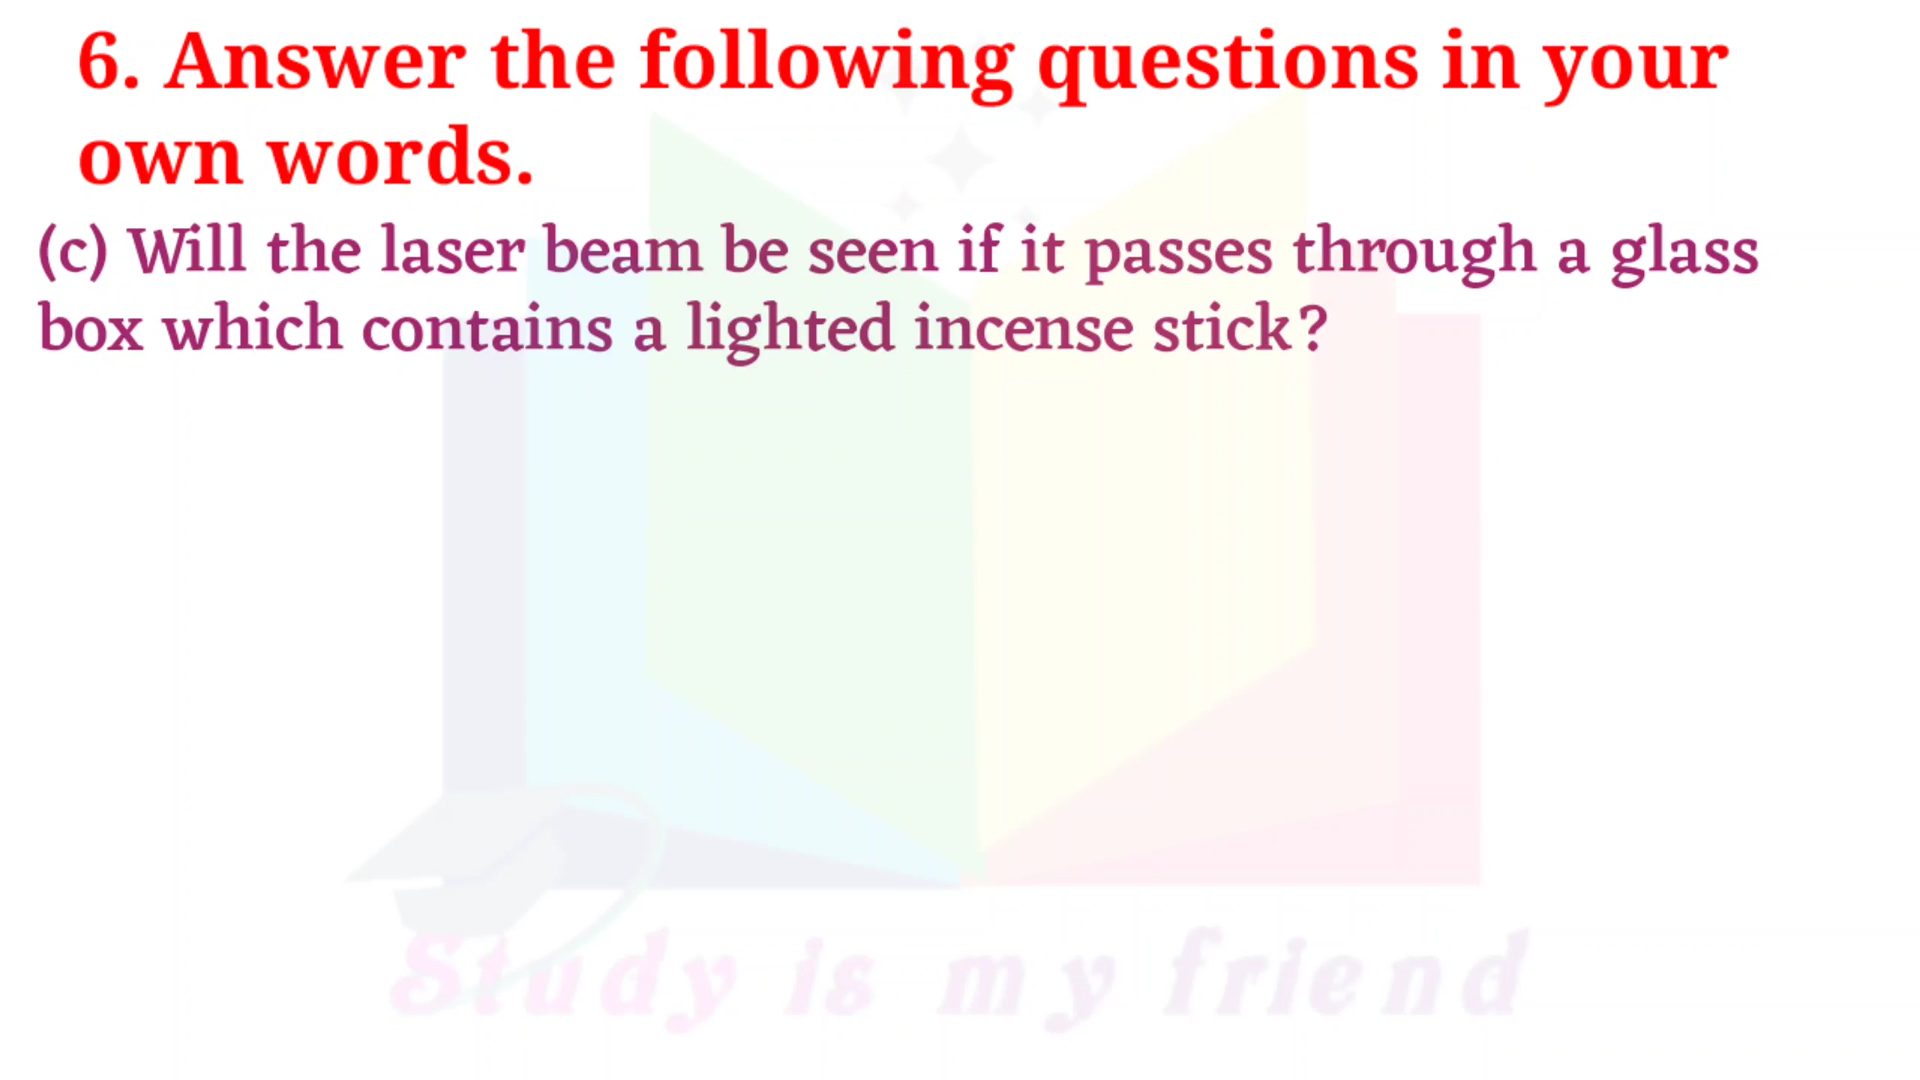 6. Answer the following questions in your
own words.
(c) Will the laser beam be seen if it passes through a glass
box which contains a lighted incense stick?
Study is my friend